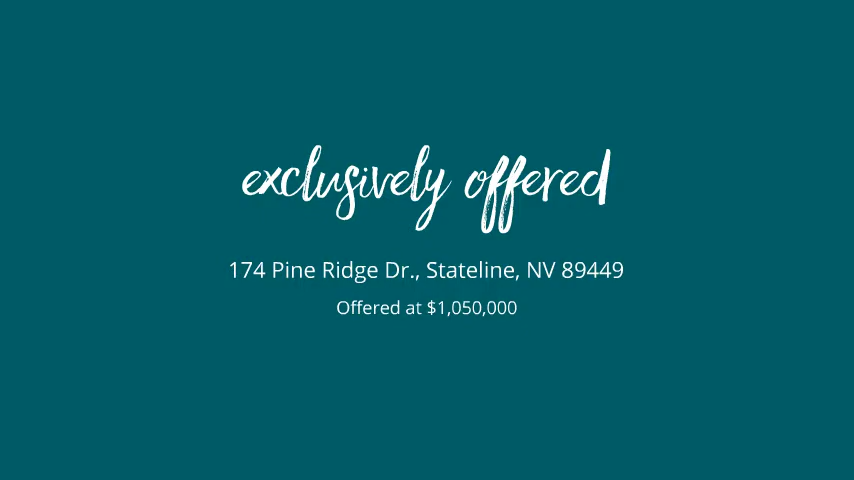 exclusively offered
174 Pine Ridge Dr., Stateline, NV 89449
Offered at $1,050,000